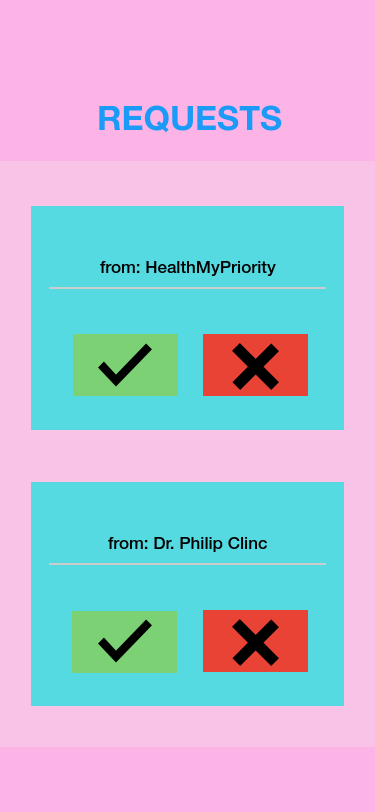 REQUESTS
from: HealthMyPriority
from: Dr. Philip Clinc